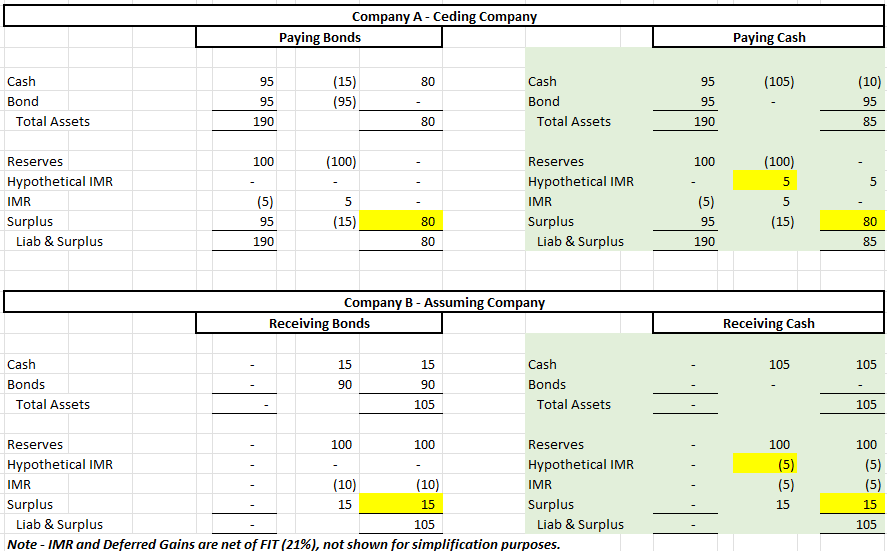 Company A - Ceding Company
Paying Bonds Paying Cash
Cash 95 (15) 80 Cash 95 (105) (10)
Bond 95 (95) - Bond 95 - 95
Total Assets 190 80 Total Assets 190 85
Reserves 100 (100) - Reserves 100 (100) -
Hypothetical IMR - - - Hypothetical IMR - 5 5
IMR (5) 5 - IMR (5) 5 -
Surplus 95 (15) 80 Surplus 95 (15) 80
Liab & Surplus 190 80 Liab & Surplus 190 85
Company B - Assuming Company
Receiving Bonds Receiving Cash
Cash - 15 15 Cash - 105 105
Bonds - 90 90 Bonds - - -
Total Assets - 105 Total Assets - 105
Reserves - 100 100 Reserves - 100 100
Hypothetical IMR - - - Hypothetical IMR - (5) (5)
IMR - (10) (10) IMR - (5) (5)
Surplus - 15 15 Surplus - 15 15
Liab & Surplus - 105 Liab & Surplus - 105
Note - IMR and Deferred Gains are net of FIT (21%), not shown for simplification purposes.